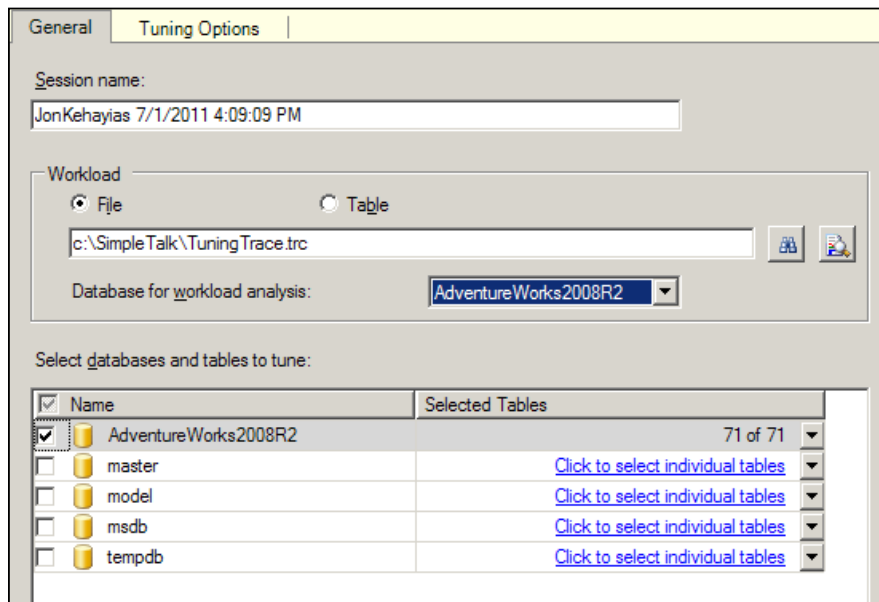 General Tuning Options
Session name:
JonKehayias 7/1/2011 4:09:09 PM
Workload
File Table
c:\SimpleTalk\TuningTrace.trc
Database for workload analysis: AdventureWorks2008R2
Select databases and tables to tune:
Name Selected Tables
AdventureWorks2008R2 71 of 71
master Click to select individual tables
model Click to select individual tables
msdb Click to select individual tables
tempdb Click to select individual tables